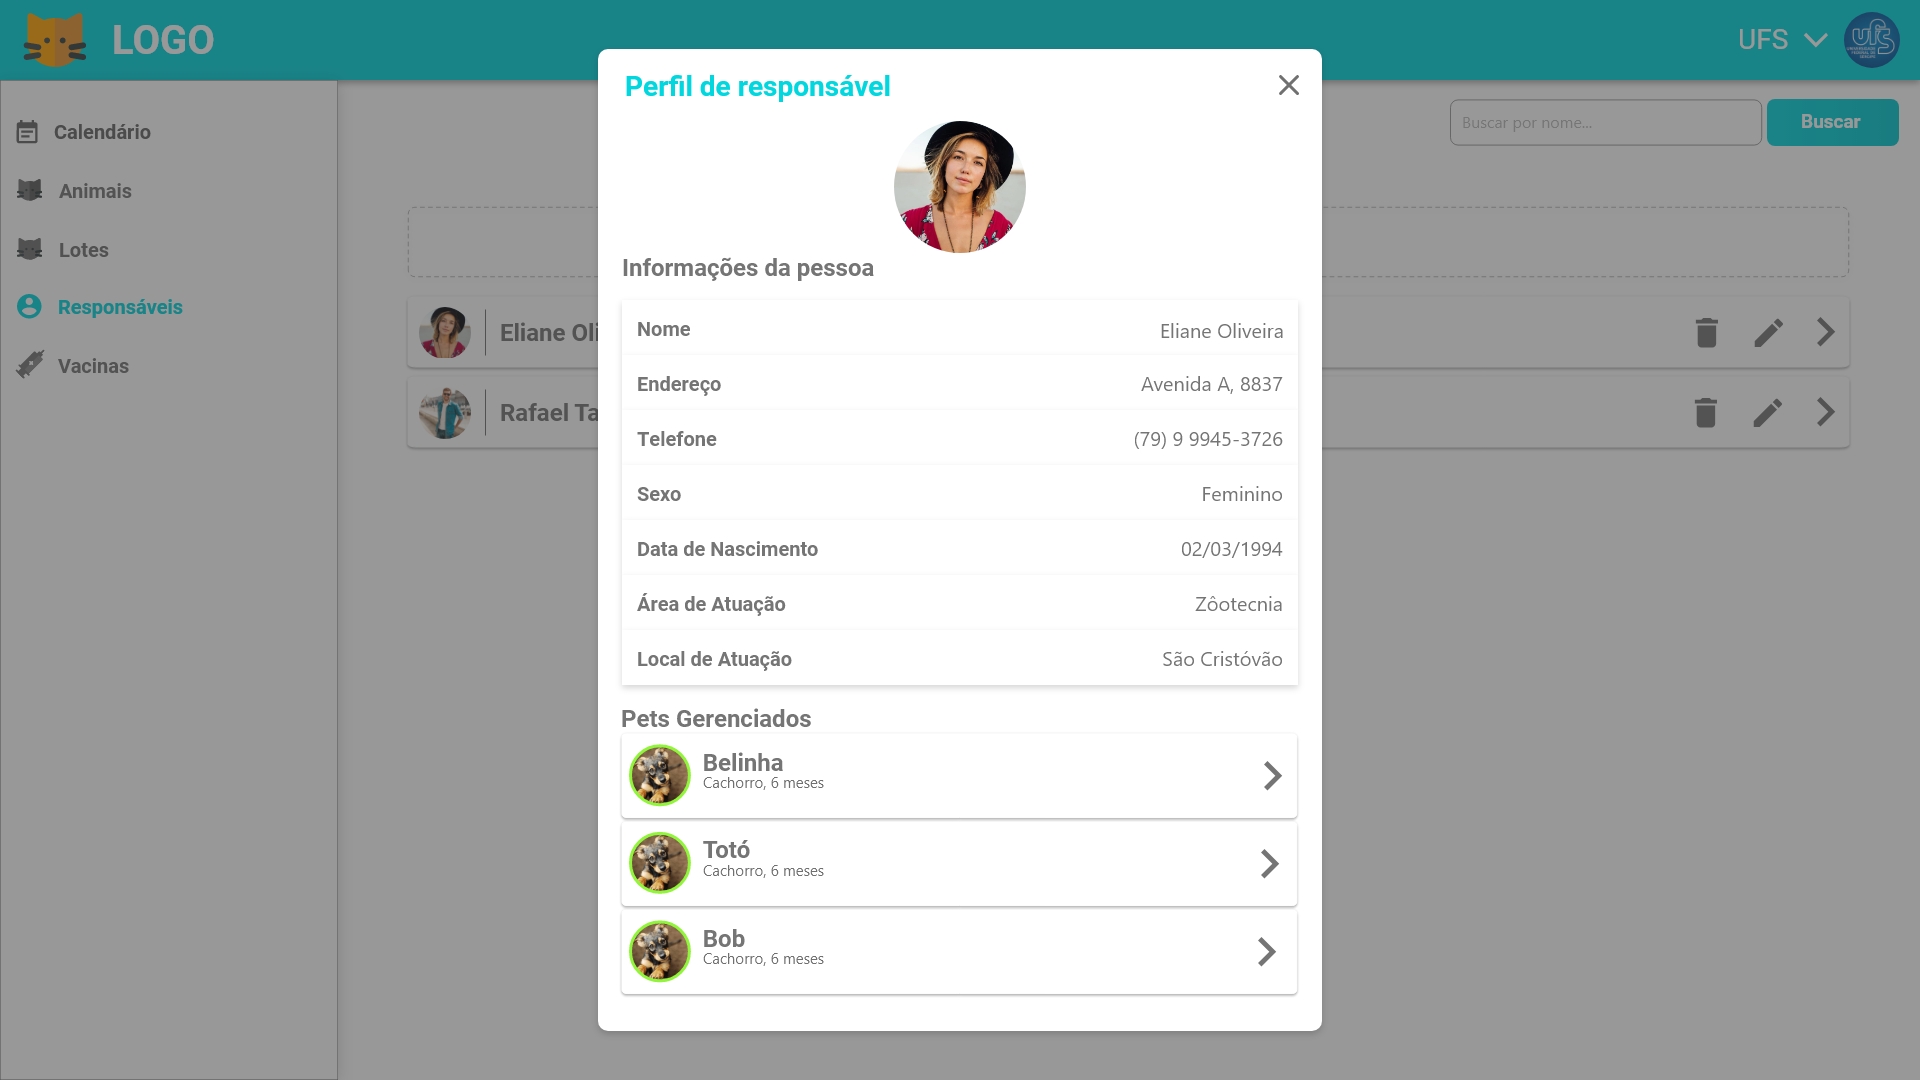 LOGO
UFS
Calendário
Animais
Lotes
Responsáveis
Vacinas
Buscar por nome...
Buscar
Eliane Oli
Rafael Ta
Perfil de responsável
Informações da pessoa
Nome Eliane Oliveira
Endereço Avenida A, 8837
Telefone (79) 9 9945-3726
Sexo Feminino
Data de Nascimento 02/03/1994
Área de Atuação Zôotecnia
Local de Atuação São Cristóvão
Pets Gerenciados
Belinha
Cachorro, 6 meses
Totó
Cachorro, 6 meses
Bob
Cachorro, 6 meses